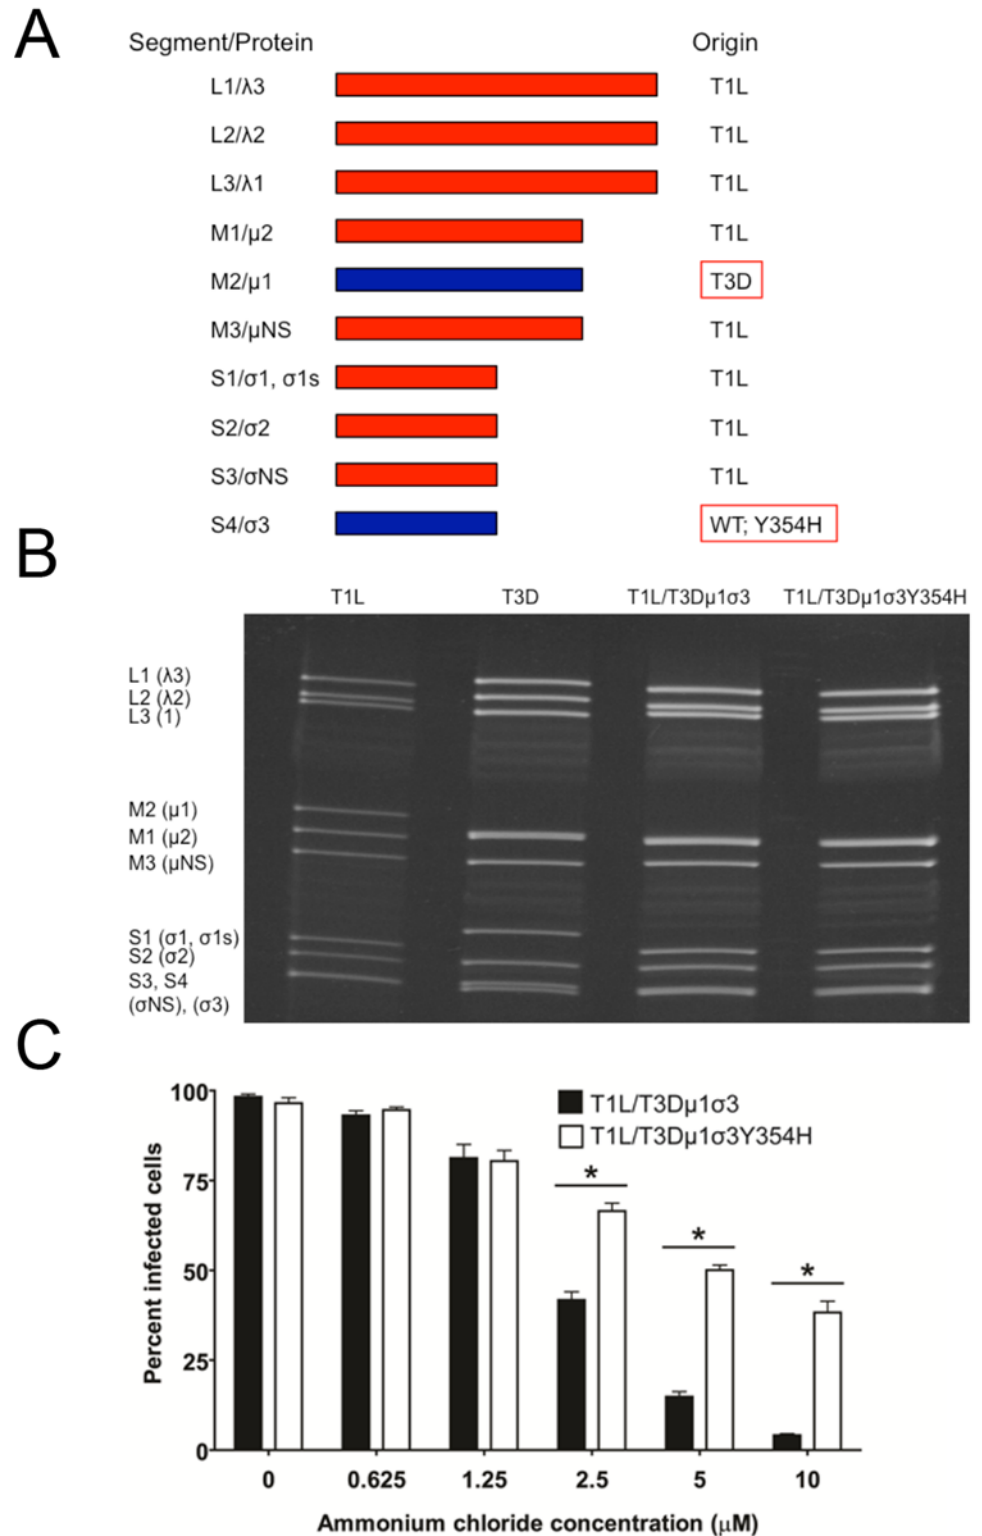 A
Segment/Protein Origin
L1/λ3 T1L
L2/λ2 T1L
L3/λ1 T1L
M1/μ2 T1L
M2/μ1 T3D
M3/μNS T1L
S1/σ1, σ1s T1L
S2/σ2 T1L
S3/σNS T1L
S4/σ3 WT; Y354H
B
T1L T3D T1L/T3Dμ1σ3 T1L/T3Dμ1σ3Y354H
L1 (λ3)
L2 (λ2)
L3 (1)
M2 (μ1)
M1 (μ2)
M3 (μNS)
S1 (σ1, σ1s)
S2 (σ2)
S3, S4
(σNS), (σ3)
C
Percent infected cells
100
75
50
25
0
T1L/T3Dμ1σ3
T1L/T3Dμ1σ3Y354H
* * *
0 0.625 1.25 2.5 5 10
Ammonium chloride concentration (μM)